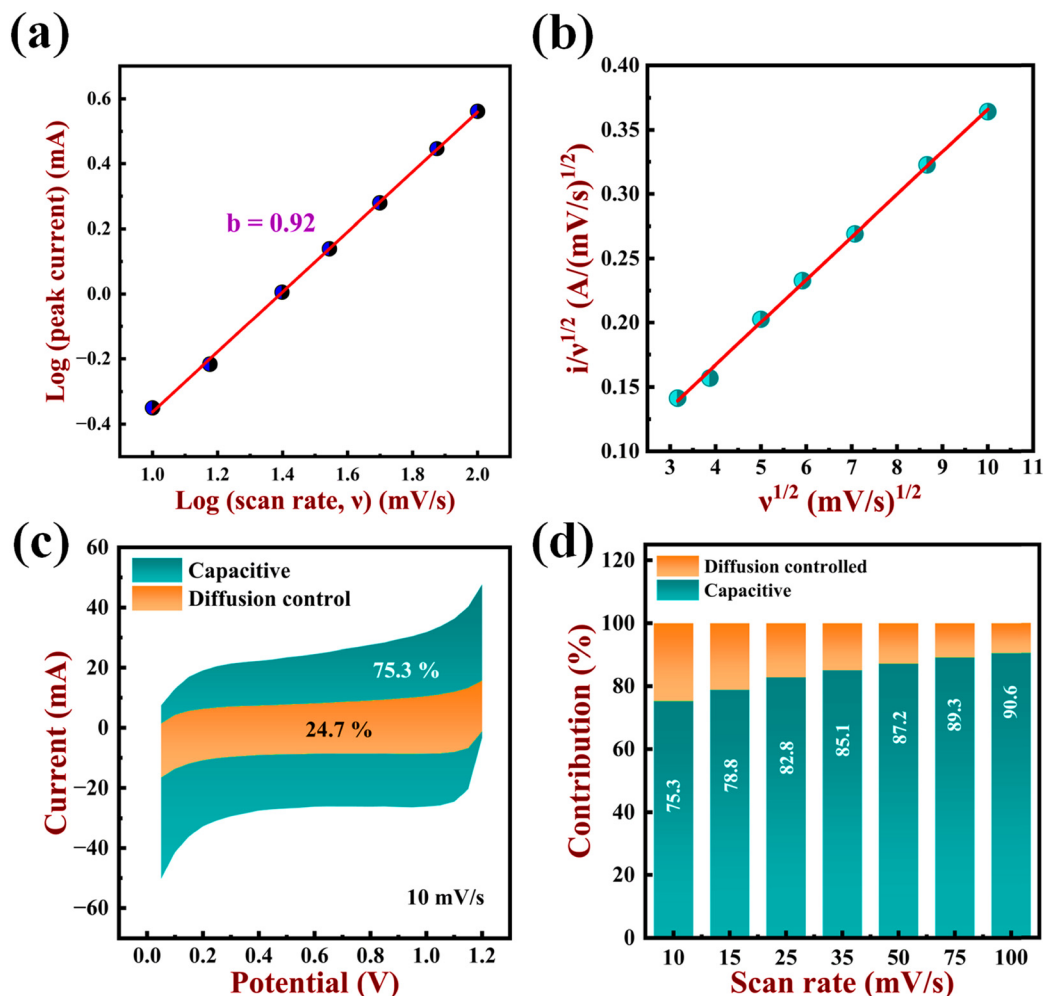 (a)
Log (peak current) (mA)
0.6
0.4
0.2
0.0
−0.2
−0.4
b = 0.92
1.0 1.2 1.4 1.6 1.8 2.0
Log (scan rate, ν) (mV/s)
(b)
i/ν^1/2 (A/(mV/s)^1/2)
0.40
0.35
0.30
0.25
0.20
0.15
0.10
3 4 5 6 7 8 9 10 11
ν^1/2 (mV/s)^1/2
(c)
Current (mA)
60
40
20
0
−20
−40
−60
Capacitive
Diffusion control
75.3 %
24.7 %
10 mV/s
0.0 0.2 0.4 0.6 0.8 1.0 1.2
Potential (V)
(d)
Contribution (%)
120
100
80
60
40
20
0
Diffusion controlled
Capacitive
75.3 78.8 82.8 85.1 87.2 89.3 90.6
10 15 25 35 50 75 100
Scan rate (mV/s)